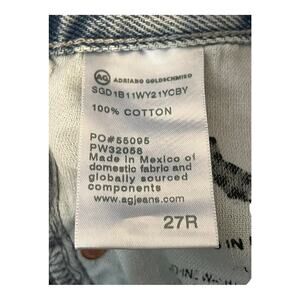 AG ADRIANO GOLDSCHMIED
SGD1B11WY21YCBY
100% COTTON
PO#55095
PW32058
Made in Mexico of
domestic fabric and
globally sourced
components
www.agjeans.com
27R